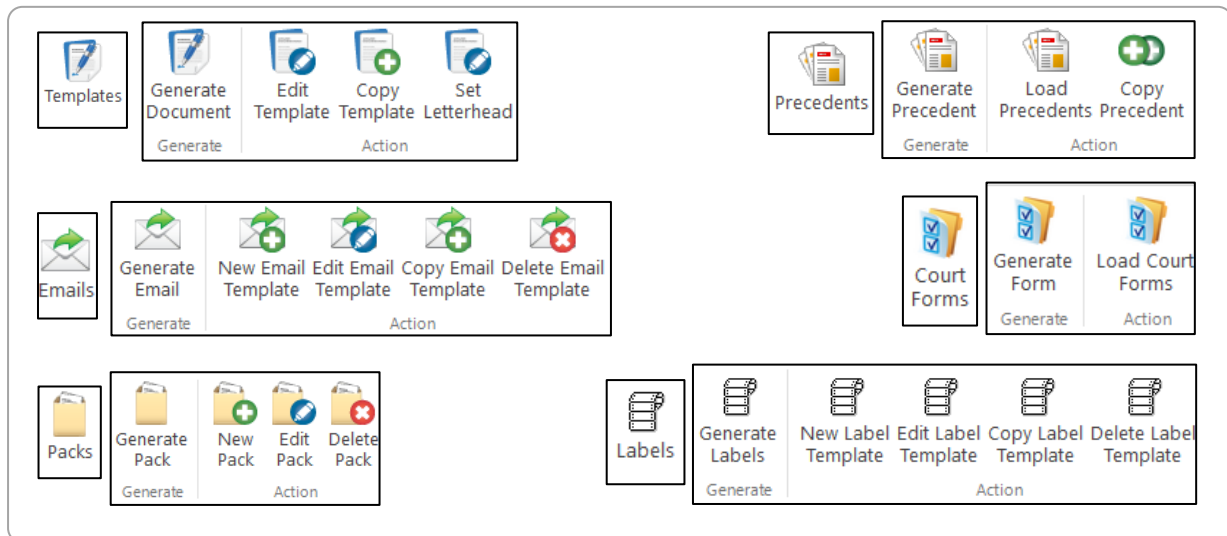 Templates
Generate Document
Edit Template
Copy Template
Set Letterhead
Generate
Action
Precedents
Generate Precedent
Load Precedents
Copy Precedent
Generate
Action
Emails
Generate Email
New Email Template
Edit Email Template
Copy Email Template
Delete Email Template
Generate
Action
Court Forms
Generate Form
Load Court Forms
Generate
Action
Packs
Generate Pack
New Pack
Edit Pack
Delete Pack
Generate
Action
Labels
Generate Labels
New Label Template
Edit Label Template
Copy Label Template
Delete Label Template
Generate
Action